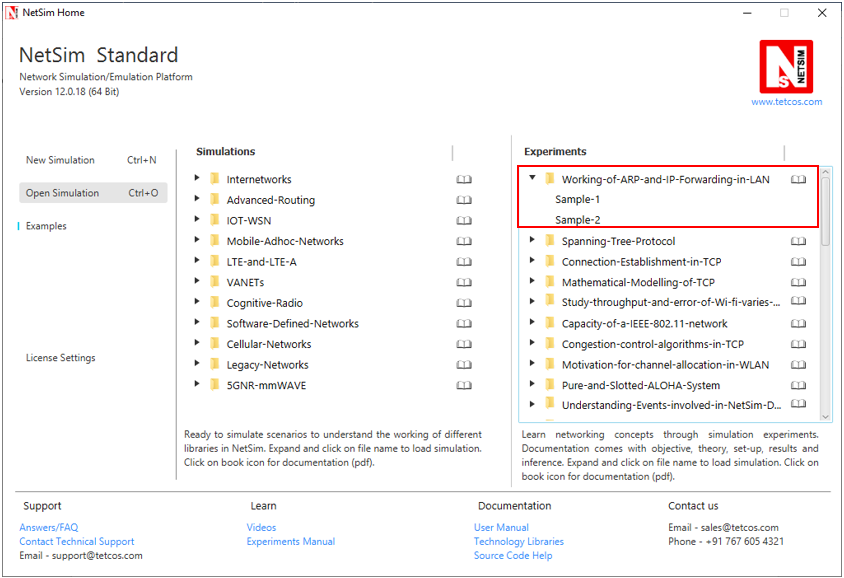 NetSim Home
NetSim Standard
Network Simulation/Emulation Platform
Version 12.0.18 (64 Bit)
NETSIM
www.tetcos.com
New Simulation Ctrl+N
Open Simulation Ctrl+O
Examples
License Settings
Simulations
Internetworks
Advanced-Routing
IOT-WSN
Mobile-Adhoc-Networks
LTE-and-LTE-A
VANETs
Cognitive-Radio
Software-Defined-Networks
Cellular-Networks
Legacy-Networks
5GNR-mmWAVE
Ready to simulate scenarios to understand the working of different
libraries in NetSim. Expand and click on file name to load simulation.
Click on book icon for documentation (pdf).
Experiments
Working-of-ARP-and-IP-Forwarding-in-LAN
Sample-1
Sample-2
Spanning-Tree-Protocol
Connection-Establishment-in-TCP
Mathematical-Modelling-of-TCP
Study-throughput-and-error-of-Wi-fi-varies-...
Capacity-of-a-IEEE-802.11-network
Congestion-control-algorithms-in-TCP
Motivation-for-channel-allocation-in-WLAN
Pure-and-Slotted-ALOHA-System
Understanding-Events-involved-in-NetSim-D...
Learn networking concepts through simulation experiments.
Documentation comes with objective, theory, set-up, results and
inference. Expand and click on file name to load simulation. Click on
book icon for documentation (pdf).
Support
Answers/FAQ
Contact Technical Support
Email - support@tetcos.com
Learn
Videos
Experiments Manual
Documentation
User Manual
Technology Libraries
Source Code Help
Contact us
Email - sales@tetcos.com
Phone - +91 767 605 4321